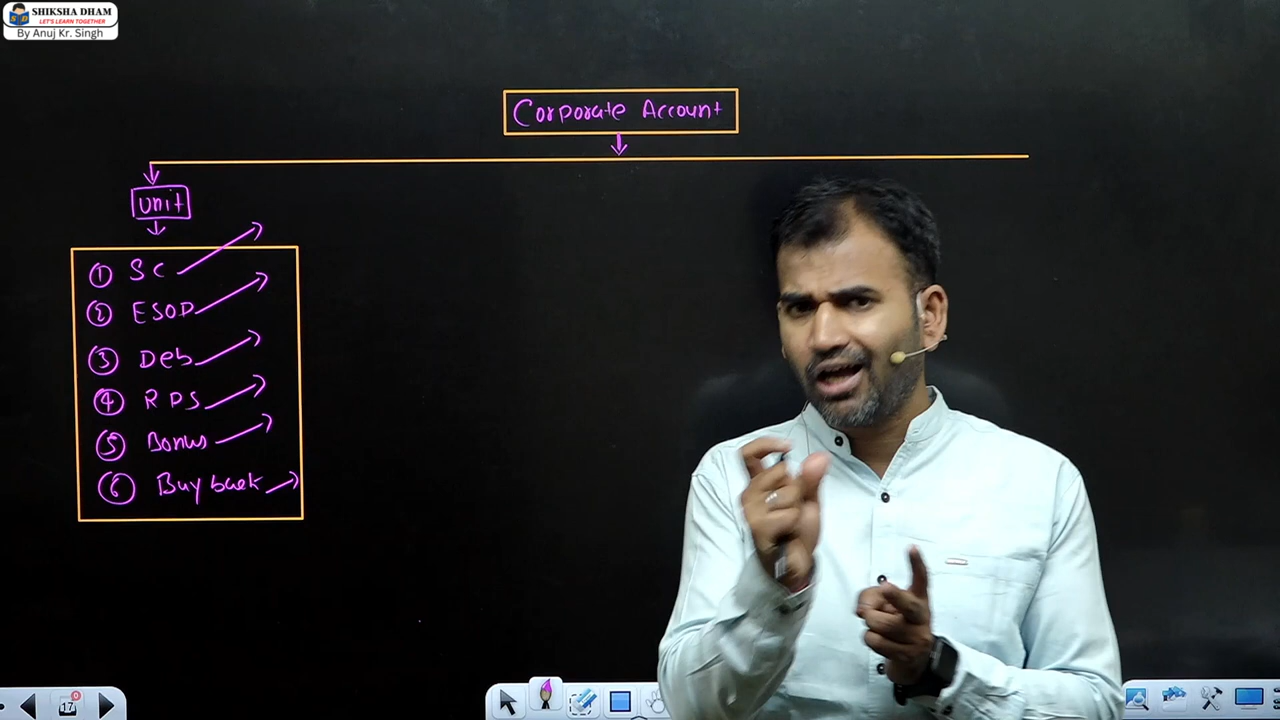 SHIKSHA DHAM
LET'S LEARN TOGETHER
By Anuj Kr. Singh
Corporate Account
Unit
① SC
② ESOP
③ Deb
④ RPS
⑤ Bonus
⑥ Buy back
17
0